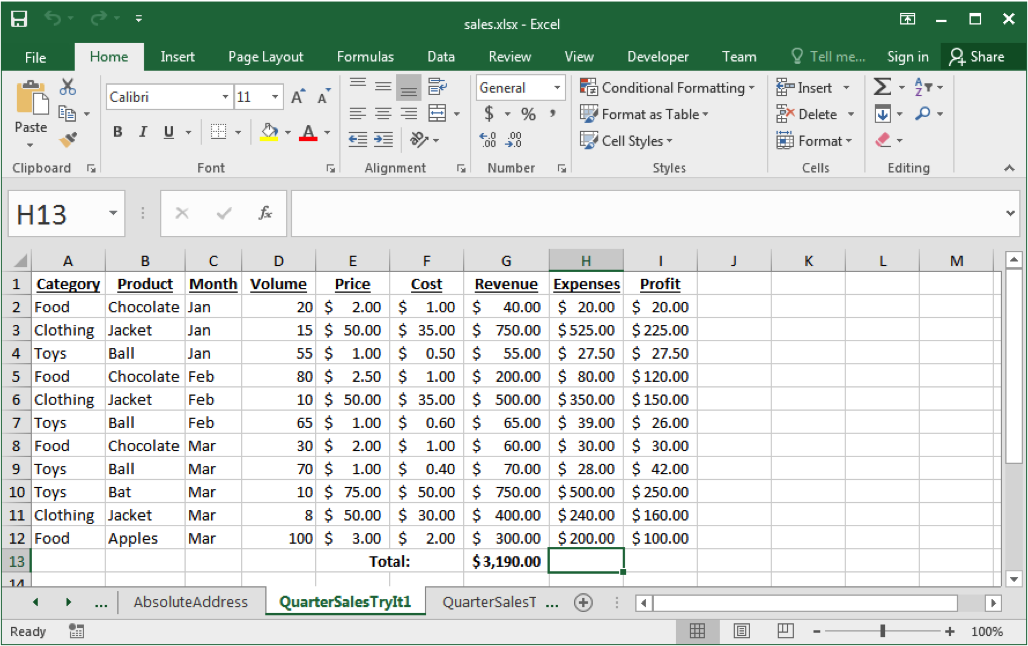 sales.xlsx - Excel
File Home Insert Page Layout Formulas Data Review View Developer Team Tell me... Sign in Share
Paste
Clipboard
Calibri 11
B I U A A A
Font
Alignment
General
$ % ,
Number
Conditional Formatting
Format as Table
Cell Styles
Styles
Insert
Delete
Format
Cells
Editing
H13 fx
A B C D E F G H I J K L M
1 Category Product Month Volume Price Cost Revenue Expenses Profit
2 Food Chocolate Jan 20 $ 2.00 $ 1.00 $ 40.00 $ 20.00 $ 20.00
3 Clothing Jacket Jan 15 $ 50.00 $ 35.00 $ 750.00 $ 525.00 $ 225.00
4 Toys Ball Jan 55 $ 1.00 $ 0.50 $ 55.00 $ 27.50 $ 27.50
5 Food Chocolate Feb 80 $ 2.50 $ 1.00 $ 200.00 $ 80.00 $ 120.00
6 Clothing Jacket Feb 10 $ 50.00 $ 35.00 $ 500.00 $ 350.00 $ 150.00
7 Toys Ball Feb 65 $ 1.00 $ 0.60 $ 65.00 $ 39.00 $ 26.00
8 Food Chocolate Mar 30 $ 2.00 $ 1.00 $ 60.00 $ 30.00 $ 30.00
9 Toys Ball Mar 70 $ 1.00 $ 0.40 $ 70.00 $ 28.00 $ 42.00
10 Toys Bat Mar 10 $ 75.00 $ 50.00 $ 750.00 $ 500.00 $ 250.00
11 Clothing Jacket Mar 8 $ 50.00 $ 30.00 $ 400.00 $ 240.00 $ 160.00
12 Food Apples Mar 100 $ 3.00 $ 2.00 $ 300.00 $ 200.00 $ 100.00
13 Total: $ 3,190.00
14
... AbsoluteAddress QuarterSalesTryIt1 QuarterSalesT ...
Ready 100%